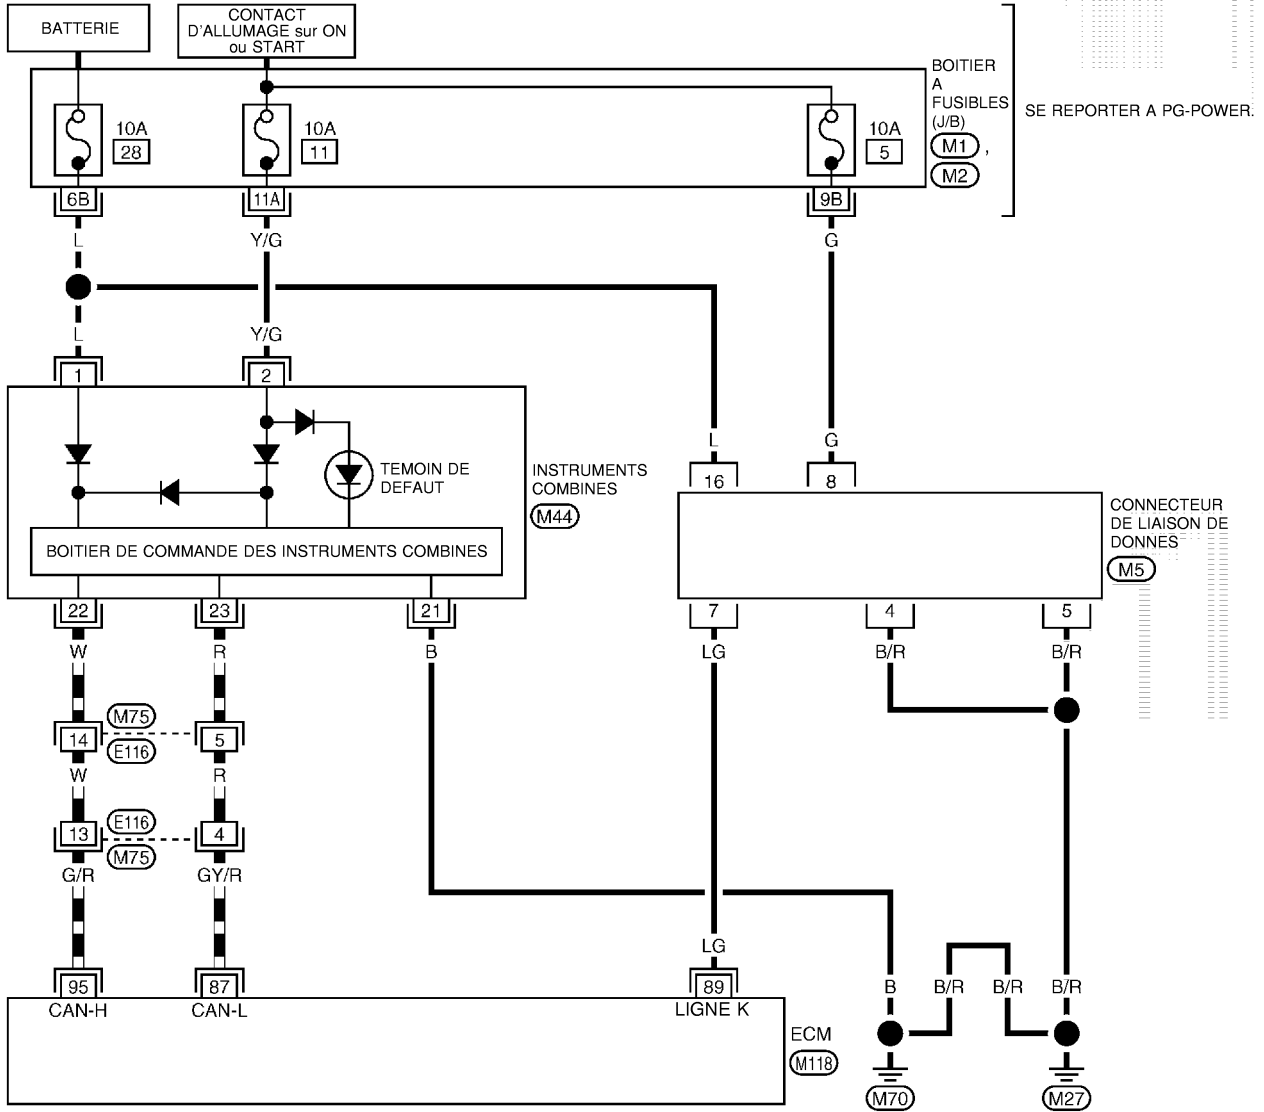 BATTERIE
CONTACT
D'ALLUMAGE sur ON
ou START
BOITIER
A
FUSIBLES
(J/B)
M1 ,
M2
SE REPORTER A PG-POWER.
10A
28
10A
11
10A
5
6B
11A
9B
L
Y/G
G
L
Y/G
1
2
L
G
16
8
TEMOIN DE
DEFAUT
INSTRUMENTS
COMBINES
M44
BOITIER DE COMMANDE DES INSTRUMENTS COMBINES
CONNECTEUR
DE LIAISON DE
DONNES
M5
22
23
21
7
4
5
W
R
B
LG
B/R
B/R
14
M75
E116
5
W
R
13
E116
M75
4
G/R
GY/R
LG
95
87
89
B
B/R
B/R
B/R
CAN-H
CAN-L
LIGNE K
ECM
M118
M70
M27